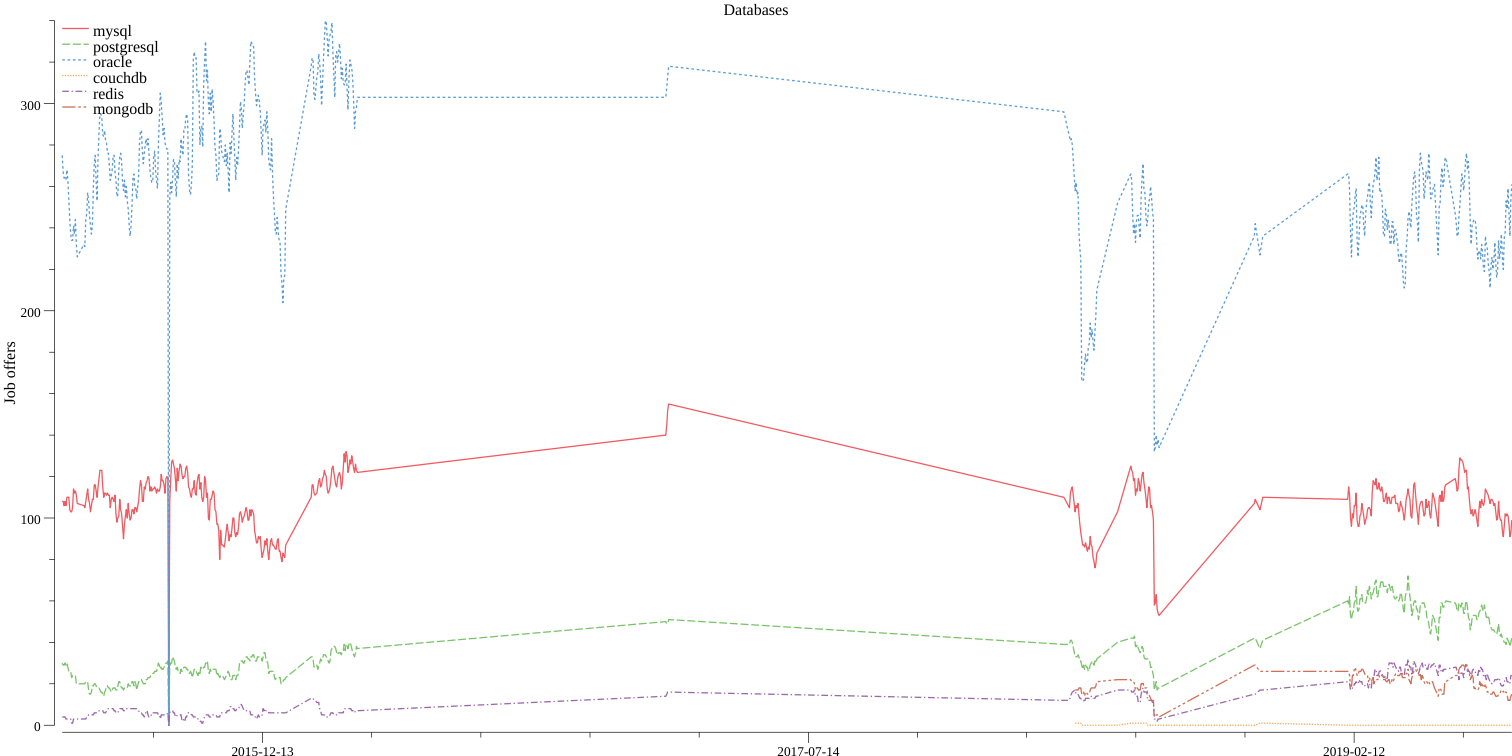 Databases
mysql
postgresql
oracle
couchdb
redis
mongodb
300
200
100
0
Job offers
2015-12-13
2017-07-14
2019-02-12